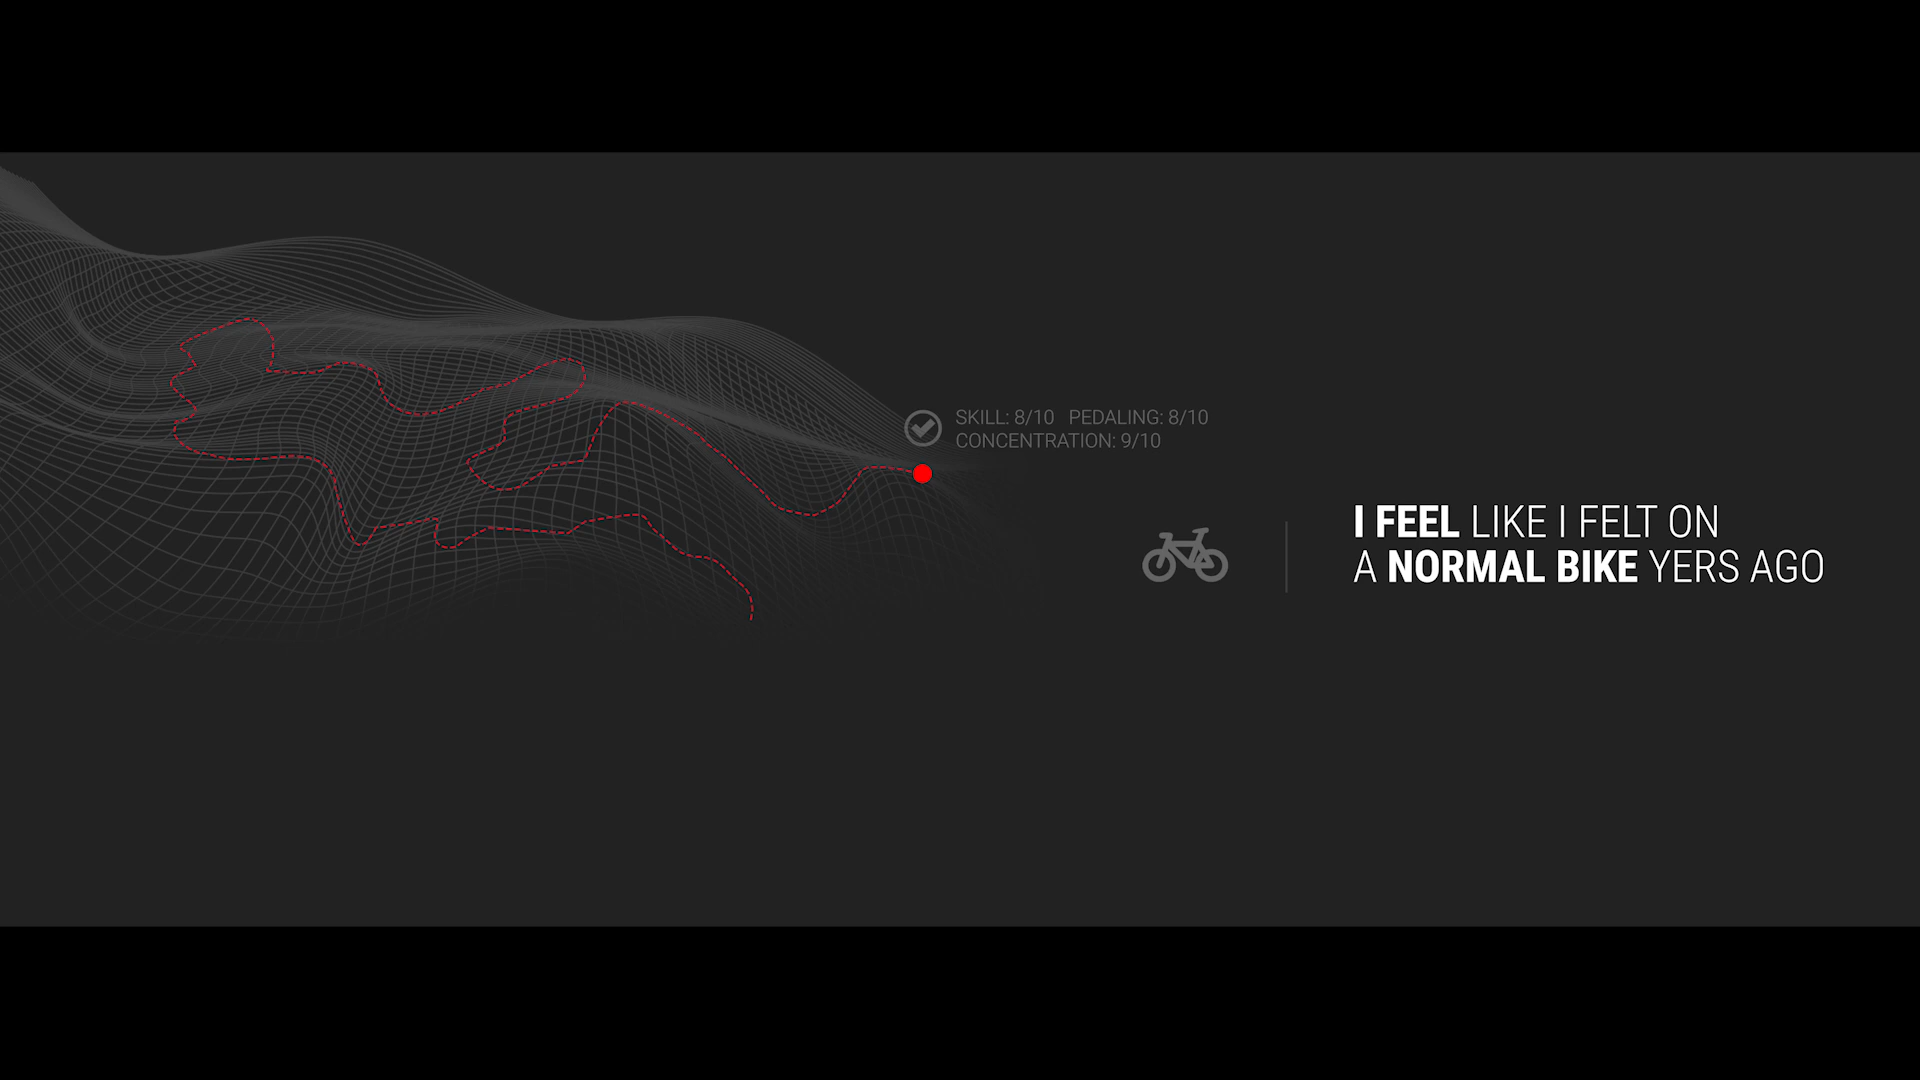 SKILL: 8/10 PEDALING: 8/10
CONCENTRATION: 9/10
I FEEL LIKE I FELT ON
A NORMAL BIKE YERS AGO